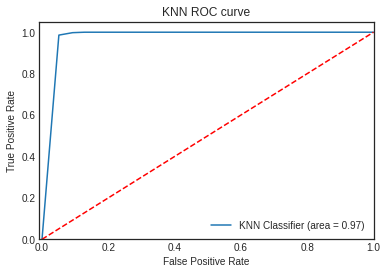 KNN ROC curve
True Positive Rate
1.0
0.8
0.6
0.4
0.2
0.0
KNN Classifier (area = 0.97)
0.0 0.2 0.4 0.6 0.8 1.0
False Positive Rate